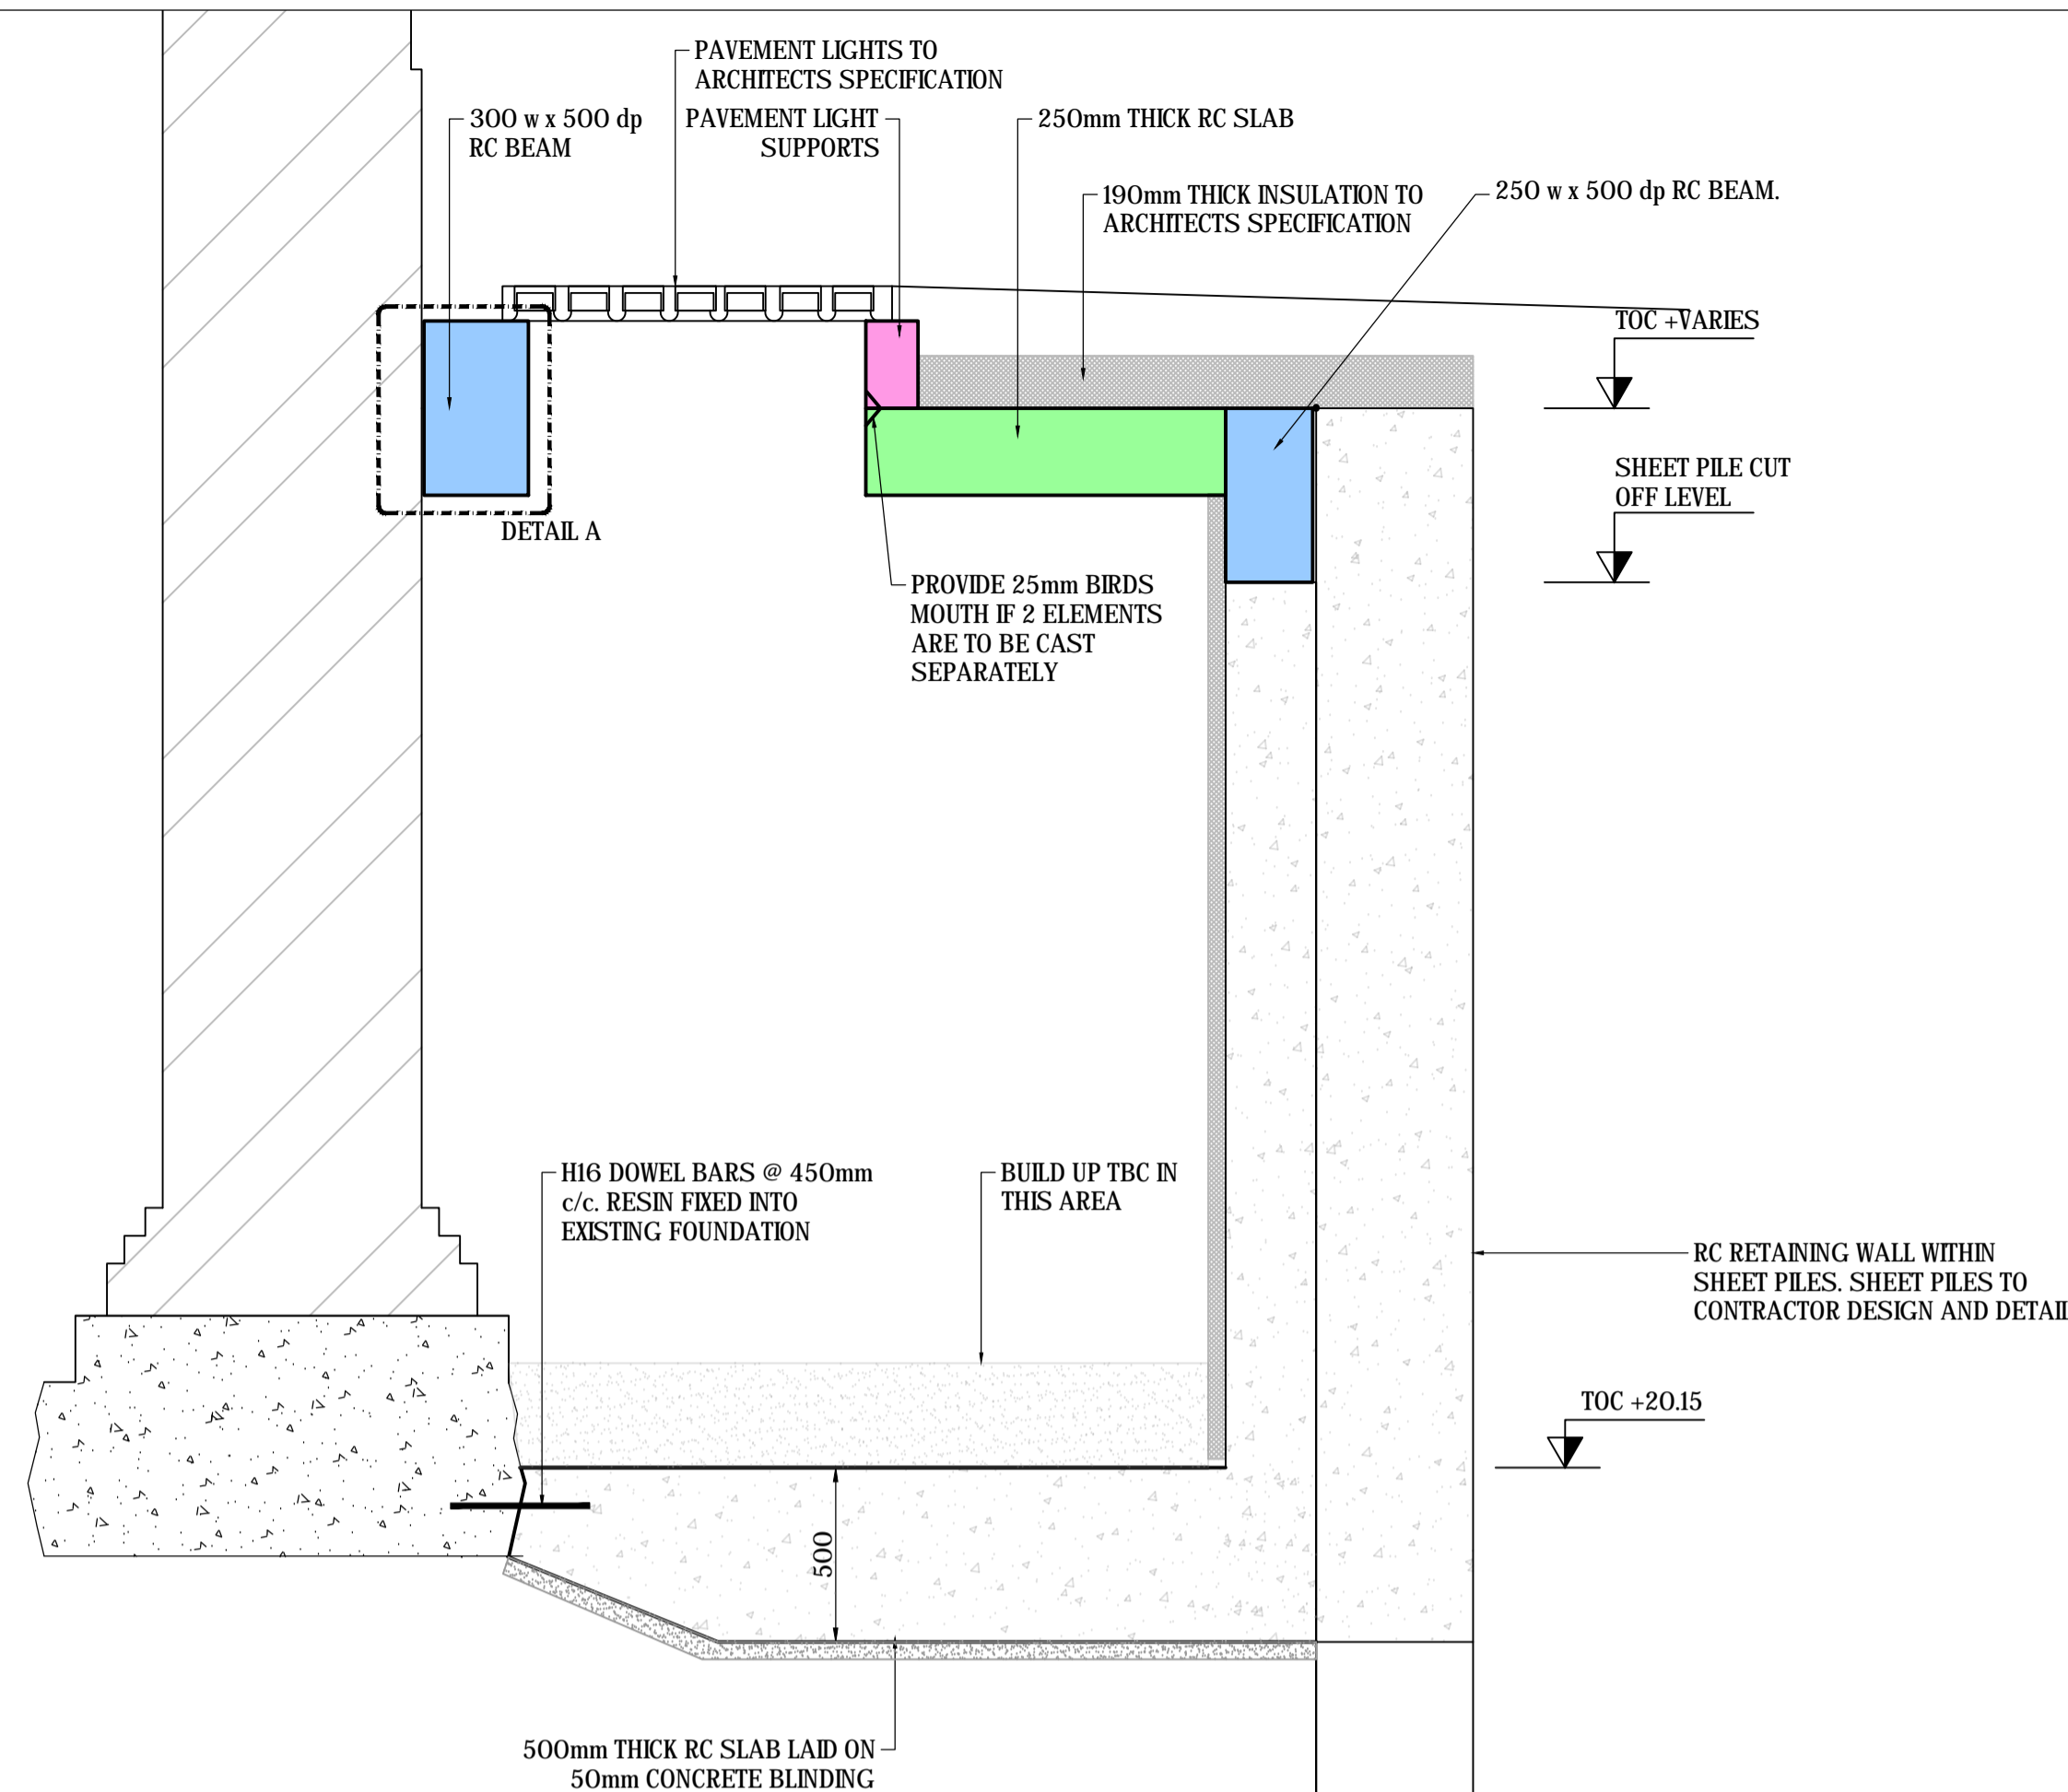 PAVEMENT LIGHTS TO
ARCHITECTS SPECIFICATION
300 w x 500 dp
RC BEAM
PAVEMENT LIGHT
SUPPORTS
250mm THICK RC SLAB
190mm THICK INSULATION TO
ARCHITECTS SPECIFICATION
250 w x 500 dp RC BEAM.
TOC +VARIES
SHEET PILE CUT
OFF LEVEL
DETAIL A
PROVIDE 25mm BIRDS
MOUTH IF 2 ELEMENTS
ARE TO BE CAST
SEPARATELY
H16 DOWEL BARS @ 450mm
c/c. RESIN FIXED INTO
EXISTING FOUNDATION
BUILD UP TBC IN
THIS AREA
RC RETAINING WALL WITHIN
SHEET PILES. SHEET PILES TO
CONTRACTOR DESIGN AND DETAIL
TOC +20.15
500
500mm THICK RC SLAB LAID ON
50mm CONCRETE BLINDING